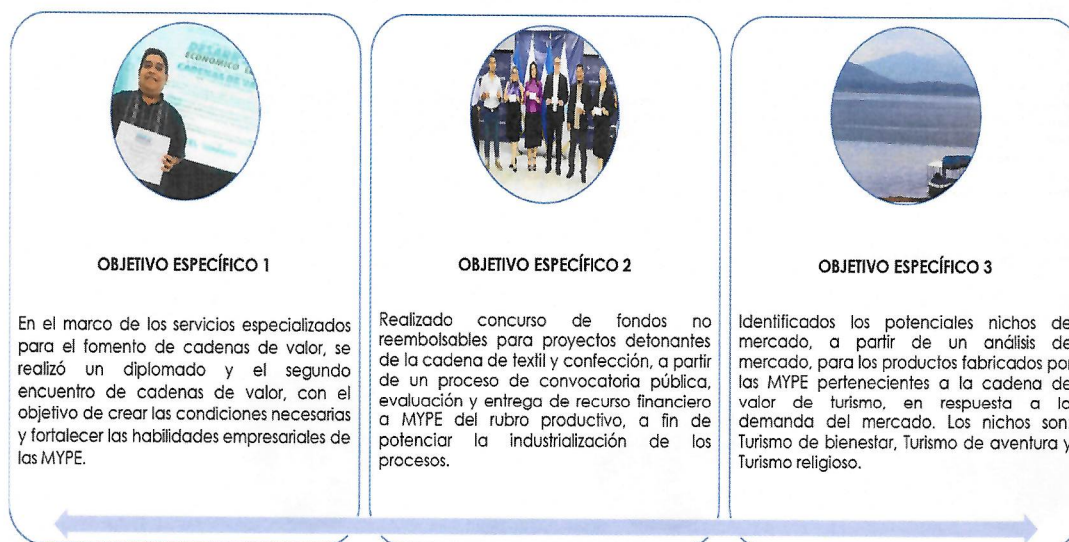 DESARR
ECONÓMICO
CADENAS DE VA
OBJETIVO ESPECÍFICO 1
En el marco de los servicios especializados
para el fomento de cadenas de valor, se
realizó un diplomado y el segundo
encuentro de cadenas de valor, con el
objetivo de crear las condiciones necesarias
y fortalecer las habilidades empresariales de
las MYPE.
OBJETIVO ESPECÍFICO 2
Realizado concurso de fondos no
reembolsables para proyectos detonantes
de la cadena de textil y confección, a partir
de un proceso de convocatoria pública,
evaluación y entrega de recurso financiero
a MYPE del rubro productivo, a fin de
potenciar la industrialización de los
procesos.
OBJETIVO ESPECÍFICO 3
Identificados los potenciales nichos de
mercado, a partir de un análisis de
mercado, para los productos fabricados por
las MYPE pertenecientes a la cadena de
valor de turismo, en respuesta a la
demanda del mercado. Los nichos son
Turismo de bienestar, Turismo de aventura y
Turismo religioso.